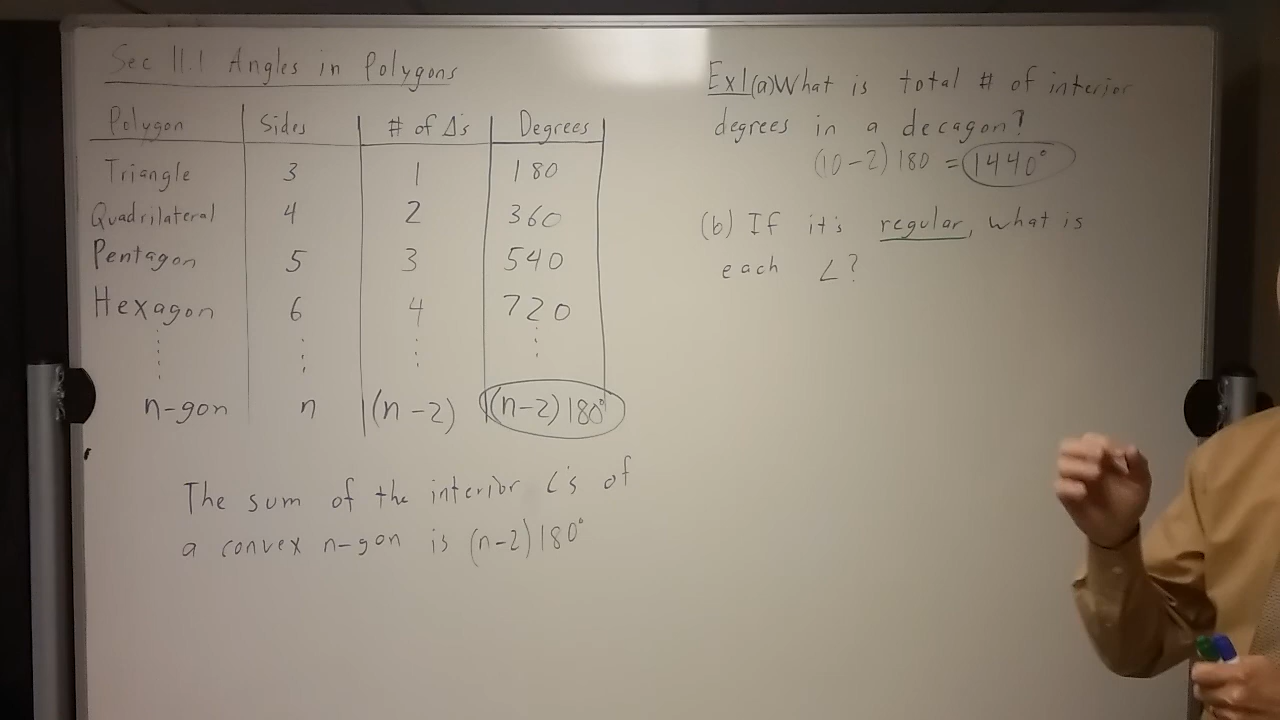 Sec 11.1 Angles in Polygons
Polygon Sides # of Δ's Degrees
Triangle 3 1 180
Quadrilateral 4 2 360
Pentagon 5 3 540
Hexagon 6 4 720
n-gon n (n-2) (n-2)180°
The sum of the interior ∠'s of
a convex n-gon is (n-2)180°
Ex1(a)What is total # of interior
degrees in a decagon?
(10-2)180 = 1440°
(b) If it's regular, what is
each ∠?